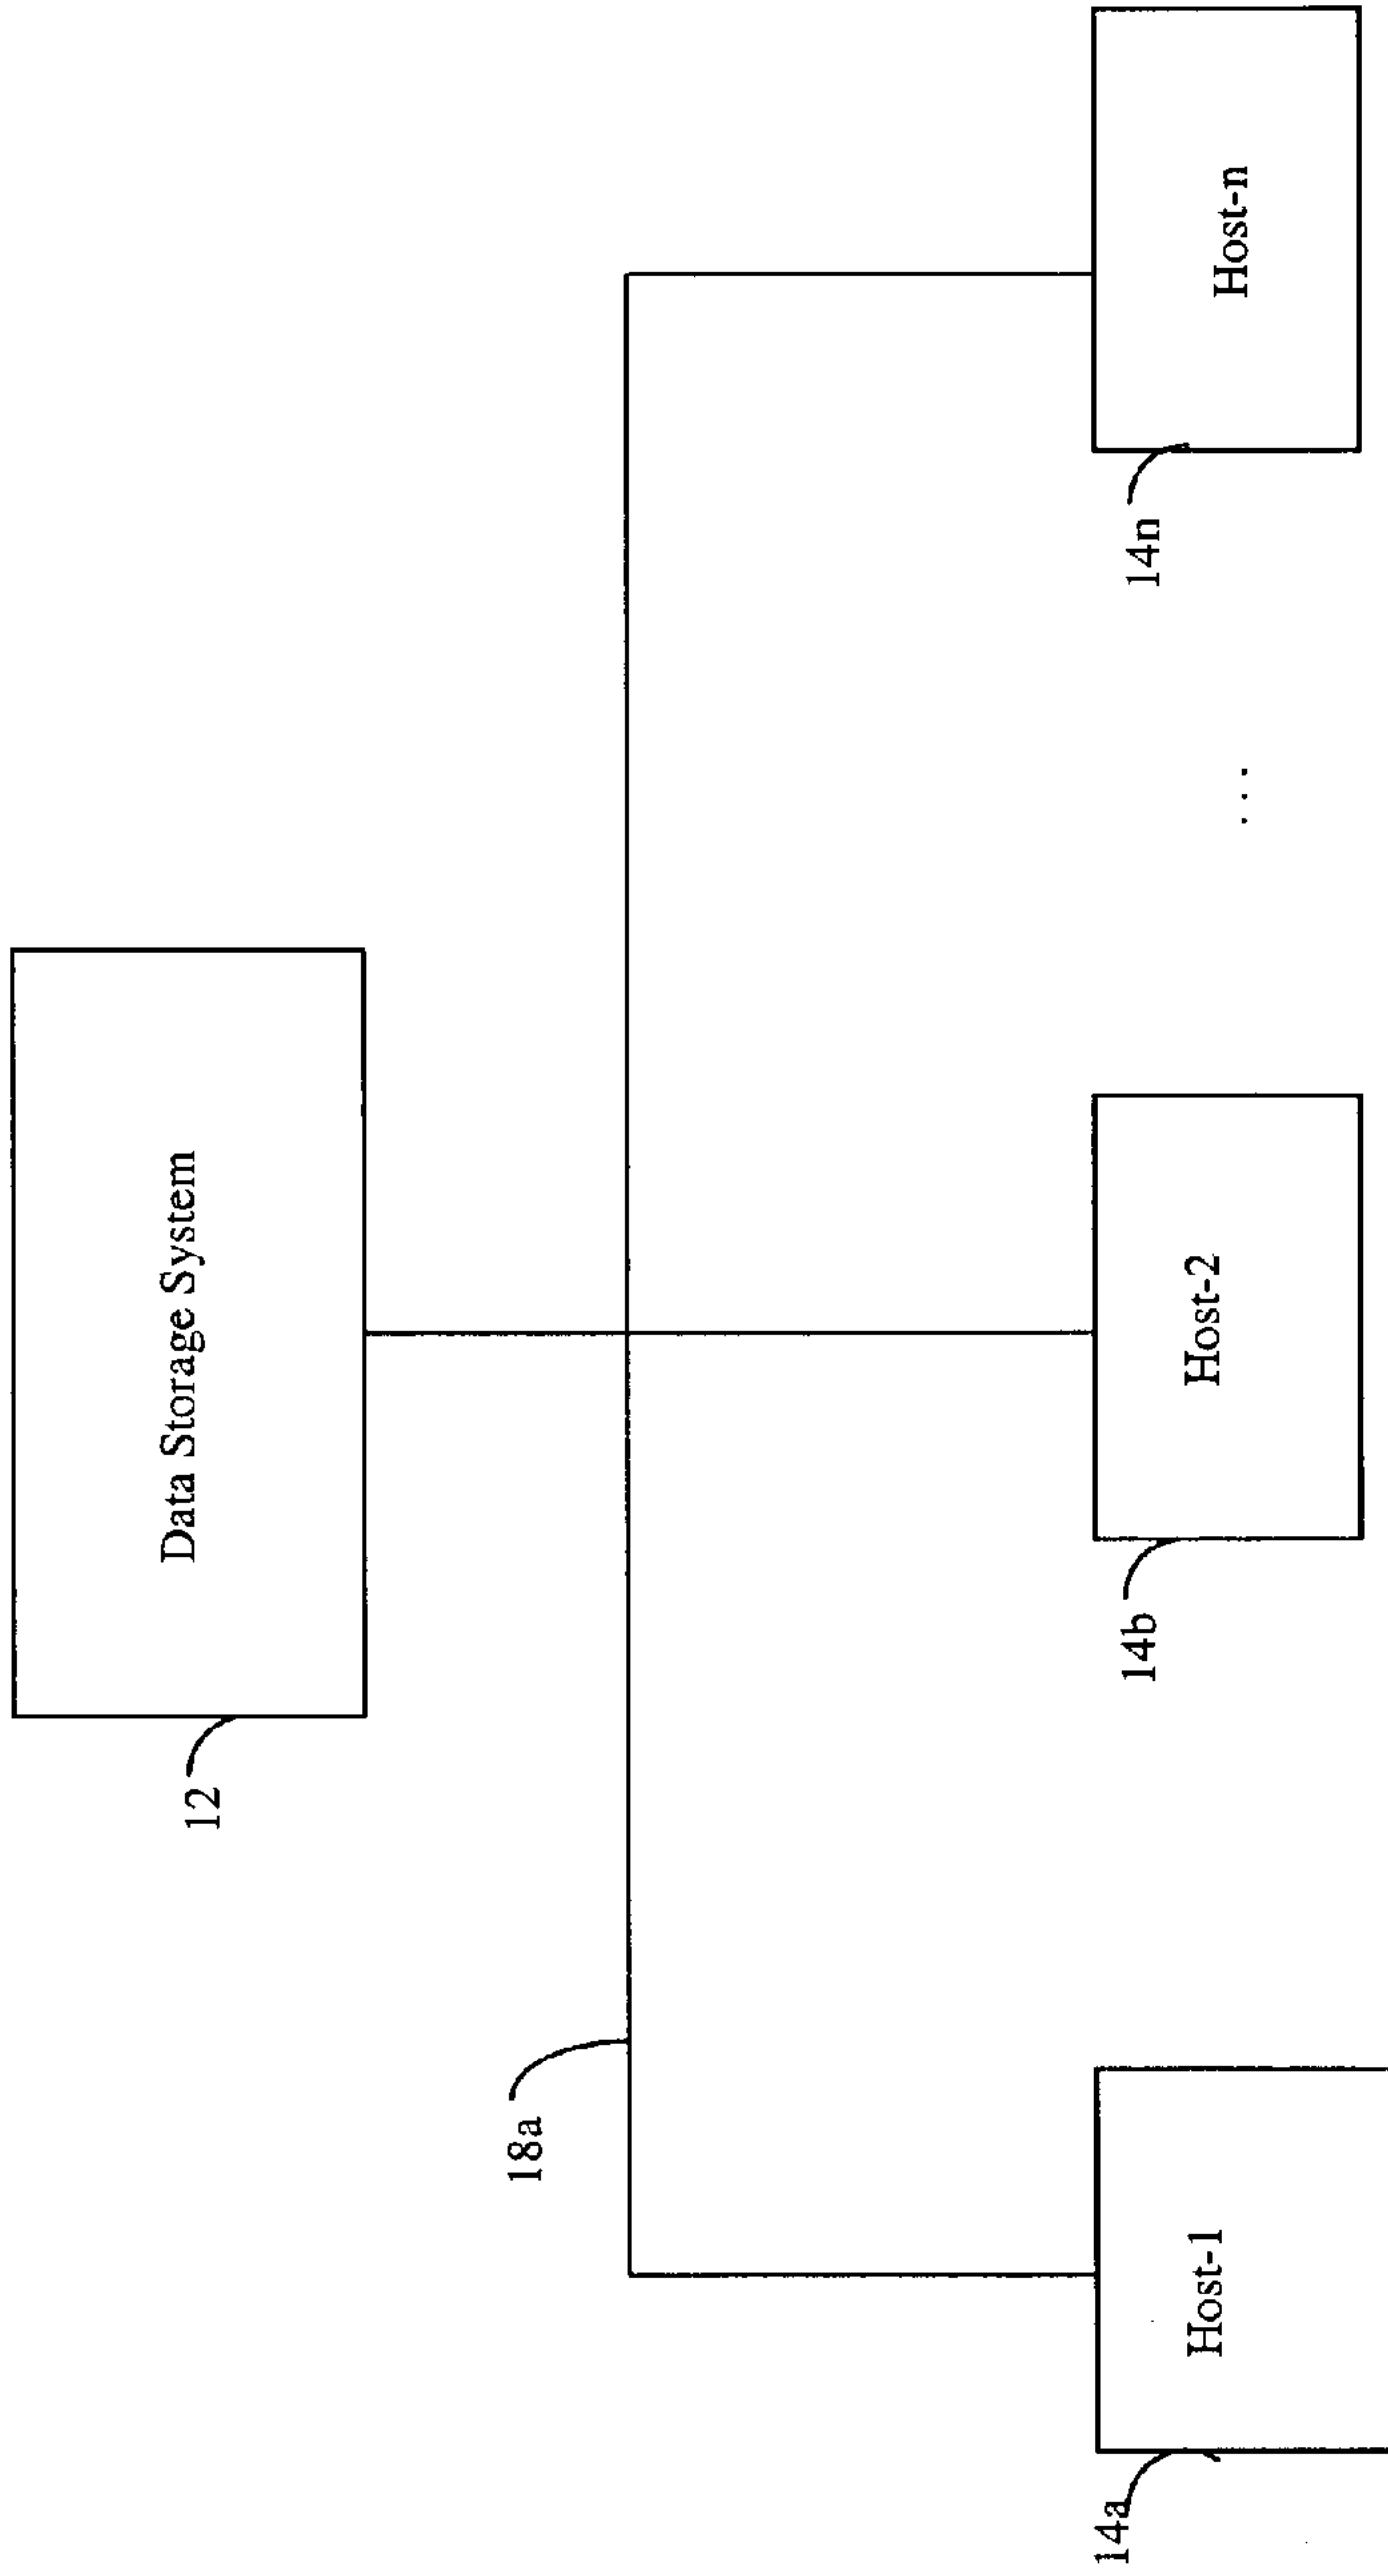 Data Storage System
12
18a
Host-1
14a
Host-2
14b
...
Host-n
14n